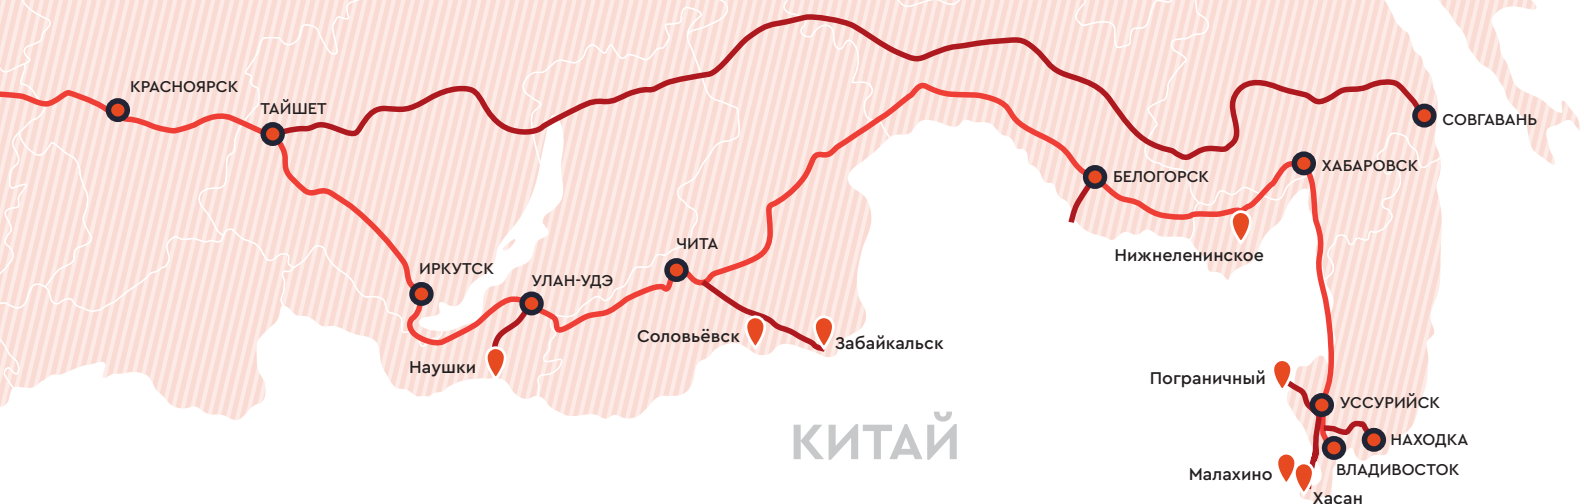 КРАСНОЯРСК
ТАЙШЕТ
СОВГАВАНЬ
ХАБАРОВСК
БЕЛОГОРСК
ЧИТА
Нижнеленинское
ИРКУТСК
УЛАН-УДЭ
Соловьёвск
Забайкальск
Наушки
Пограничный
УССУРИЙСК
КИТАЙ
НАХОДКА
ВЛАДИВОСТОК
Малахино
Хасан